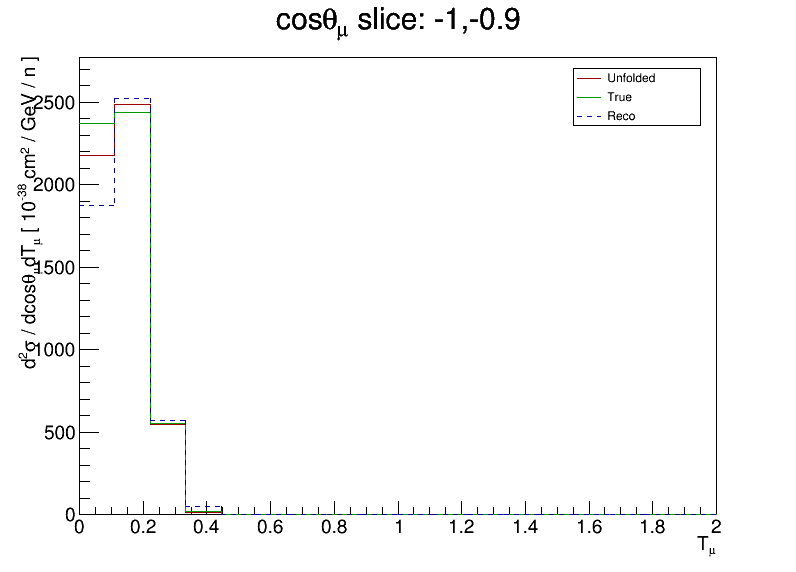 cosθμ slice: -1,-0.9
d²σ / dcosθμdTμ [ 10⁻³⁸ cm² / GeV / n ]
Unfolded
True
Reco
2500
2000
1500
1000
500
0
0 0.2 0.4 0.6 0.8 1 1.2 1.4 1.6 1.8 2
Tμ